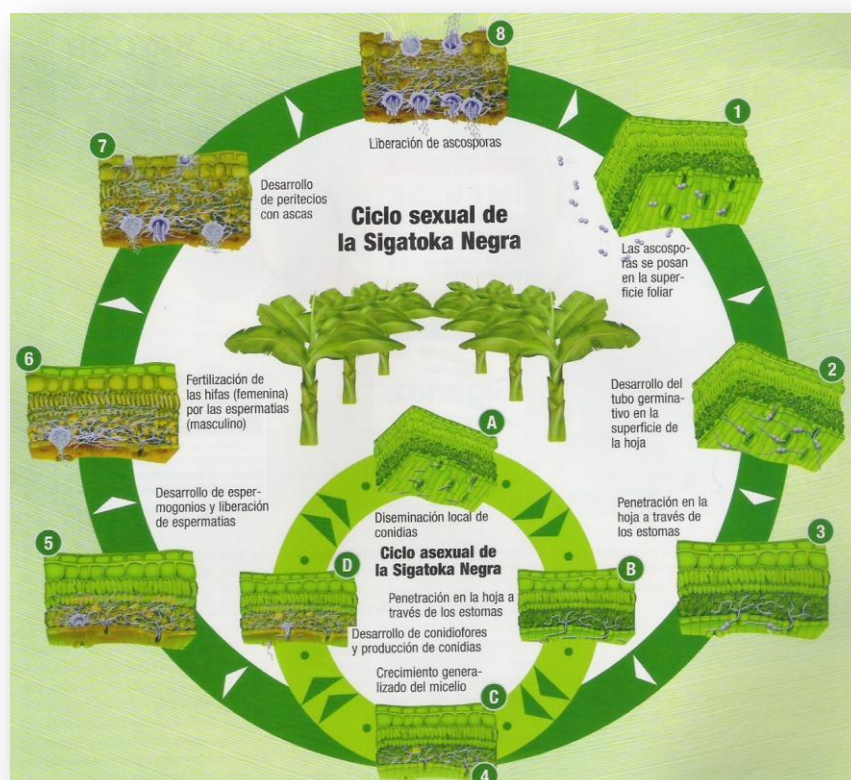 8
Liberación de ascosporas
1
Las ascospo-
ras se posan
en la super-
ficie foliar
7
Desarrollo
de peritecios
con ascas
Ciclo sexual de
la Sigatoka Negra
6
Fertilización de
las hifas (femenina)
por las espermatias
(masculino)
2
Desarrollo del
tubo germina-
tivo en la
superficie de
la hoja
A
Diseminación local de
conidias
Desarrollo de esper-
mogonios y liberación
de espermatias
Penetración en la
hoja a través de
los estomas
5
3
Ciclo asexual de
la Sigatoka Negra
D
B
Penetración en la hoja a
través de los estomas
Desarrollo de conidiofores
y producción de conidias
Crecimiento genera-
lizado del micelio
C
4